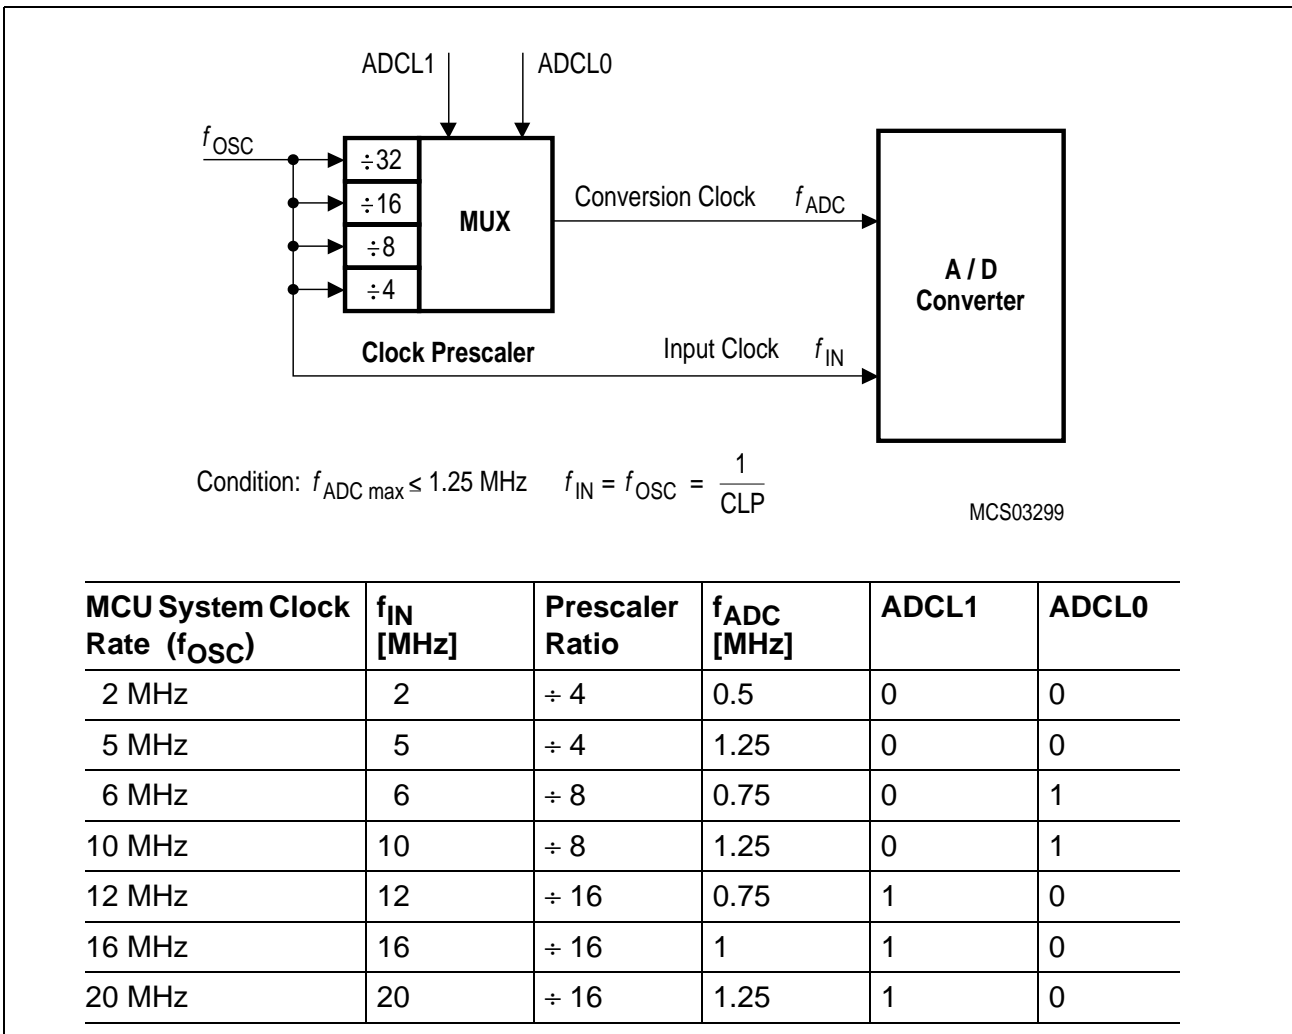 ADCL1 ADCL0
fOSC
÷32
÷16
÷8
÷4
MUX
Conversion Clock fADC
A / D
Converter
Clock Prescaler
Input Clock fIN
Condition: fADC max ≤ 1.25 MHz fIN = fOSC = 1
CLP
MCS03299
MCU System Clock Rate (fOSC) fIN [MHz] Prescaler Ratio fADC [MHz] ADCL1 ADCL0
2 MHz 2 ÷ 4 0.5 0 0
5 MHz 5 ÷ 4 1.25 0 0
6 MHz 6 ÷ 8 0.75 0 1
10 MHz 10 ÷ 8 1.25 0 1
12 MHz 12 ÷ 16 0.75 1 0
16 MHz 16 ÷ 16 1 1 0
20 MHz 20 ÷ 16 1.25 1 0